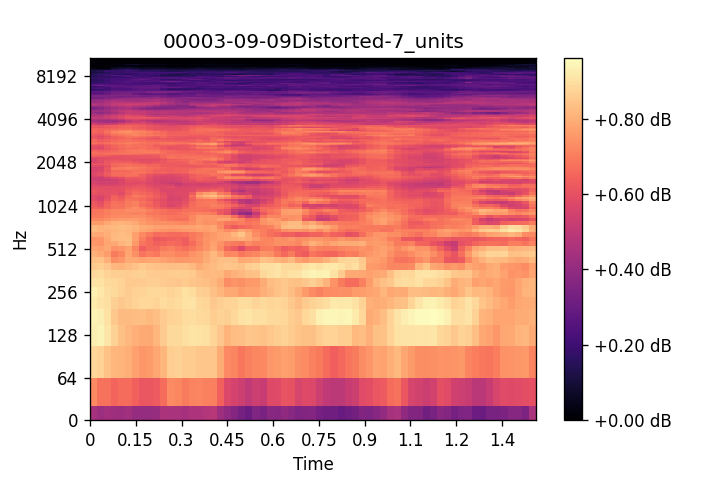 00003-09-09Distorted-7_units
Hz
8192
4096
2048
1024
512
256
128
64
0
0 0.15 0.3 0.45 0.6 0.75 0.9 1.1 1.2 1.4
Time
+0.80 dB
+0.60 dB
+0.40 dB
+0.20 dB
+0.00 dB